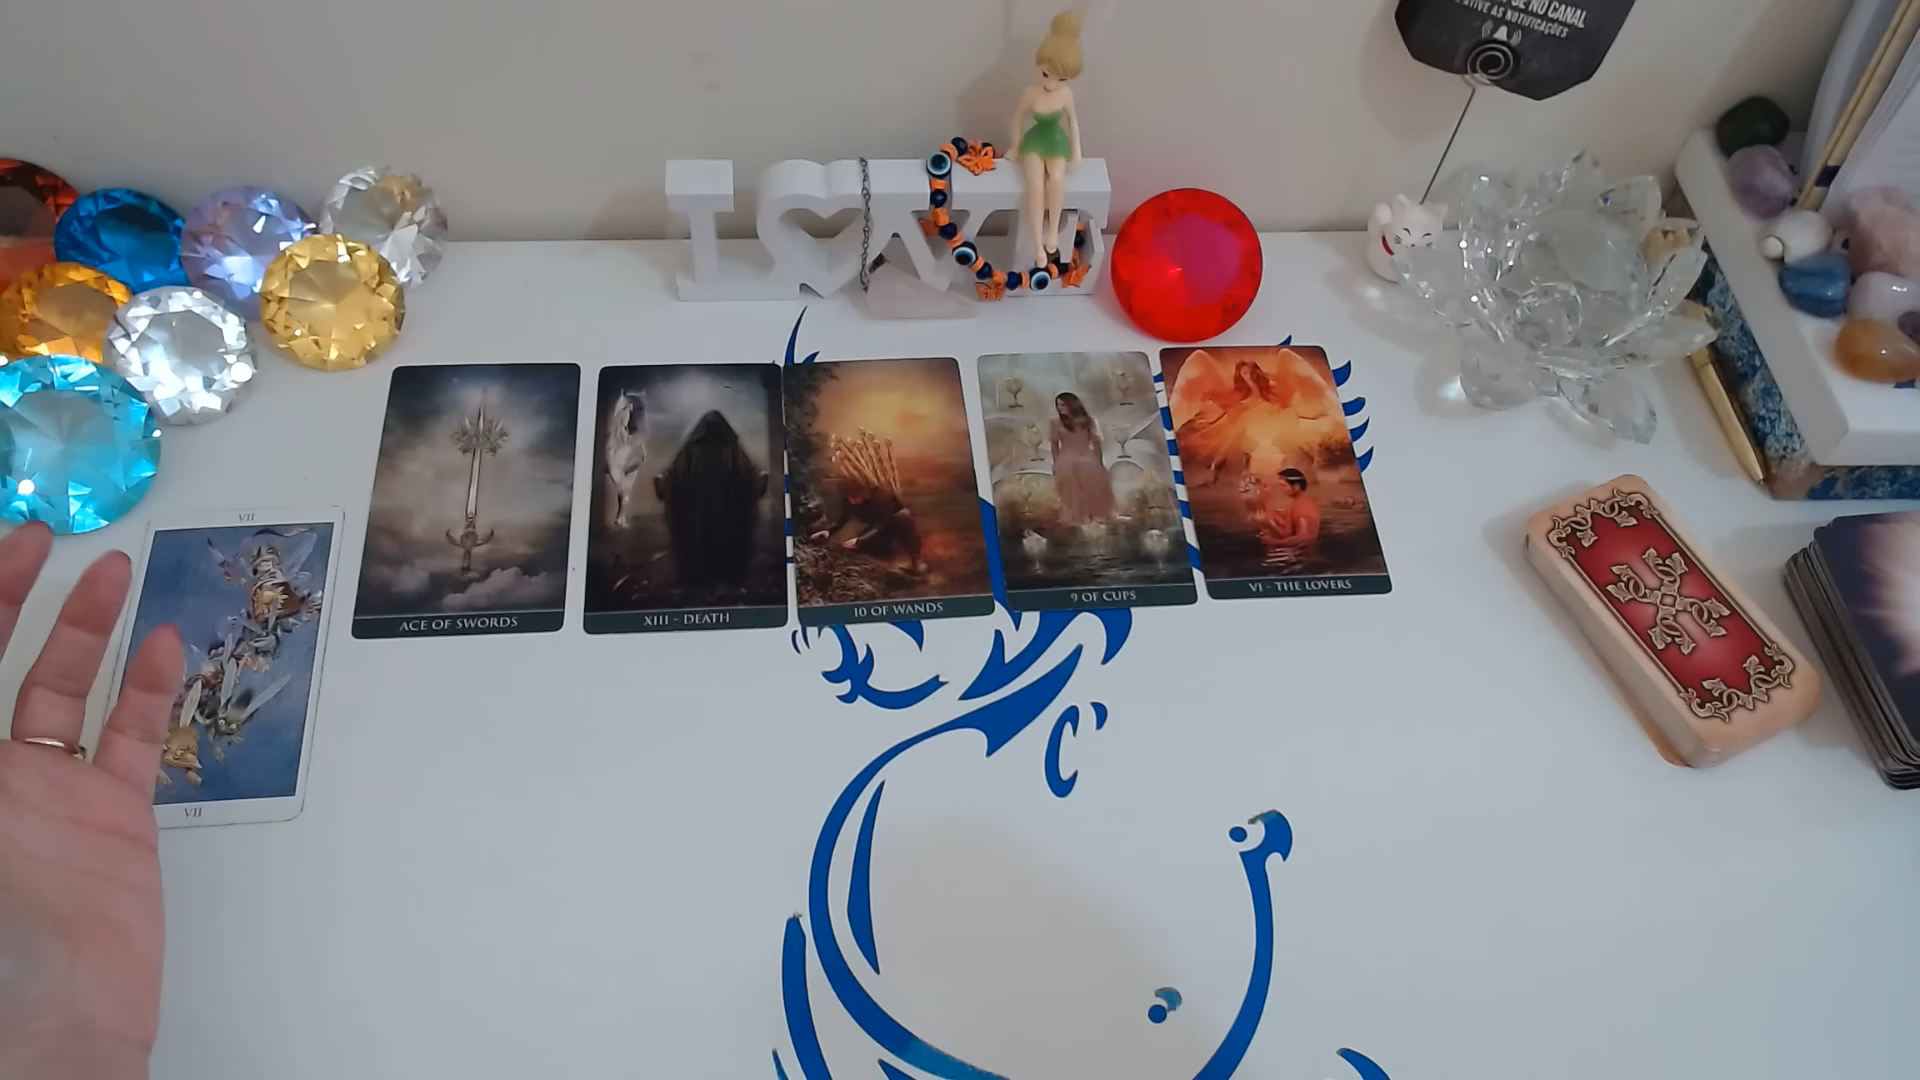 SE NO CANAL
ATIVE AS NOTIFICAÇÕES
I
VII
ACE OF SWORDS
XIII - DEATH
10 OF WANDS
9 OF CUPS
VI - THE LOVERS
VII